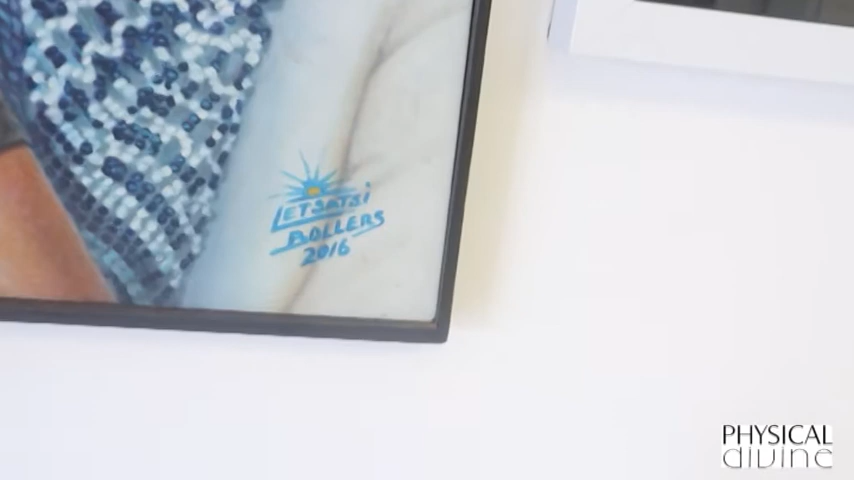 LETSATSI
BOLLERS
2016
PHYSICAL
divine